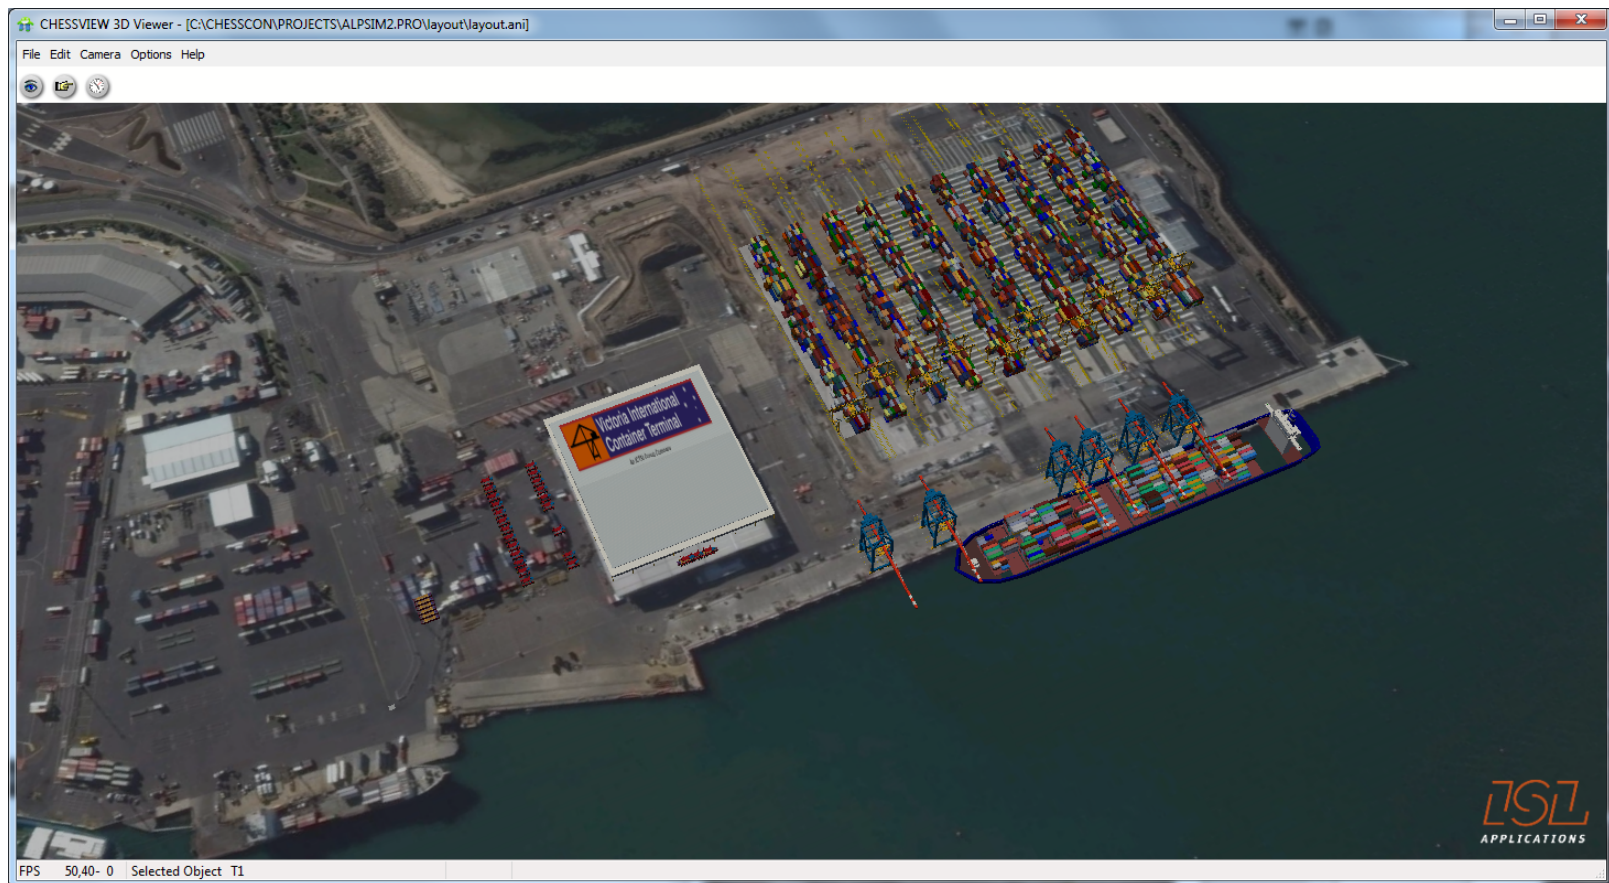 CHESSVIEW 3D Viewer - [C:\CHESSCON\PROJECTS\ALPSIM2.PRO\layout\layout.ani]
File Edit Camera Options Help
Victoria International
Container Terminal
ISL
APPLICATIONS
FPS 50,40- 0 Selected Object T1